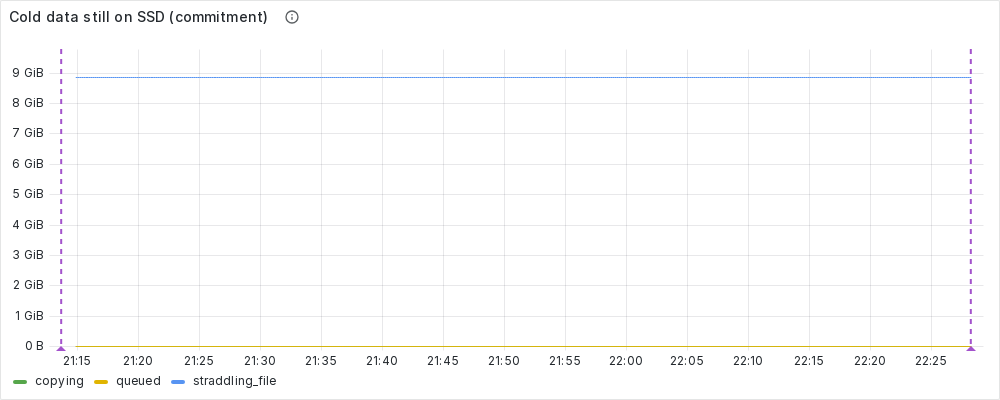 Cold data still on SSD (commitment)
9 GiB
8 GiB
7 GiB
6 GiB
5 GiB
4 GiB
3 GiB
2 GiB
1 GiB
0 B
21:15 21:20 21:25 21:30 21:35 21:40 21:45 21:50 21:55 22:00 22:05 22:10 22:15 22:20 22:25
copying queued straddling_file